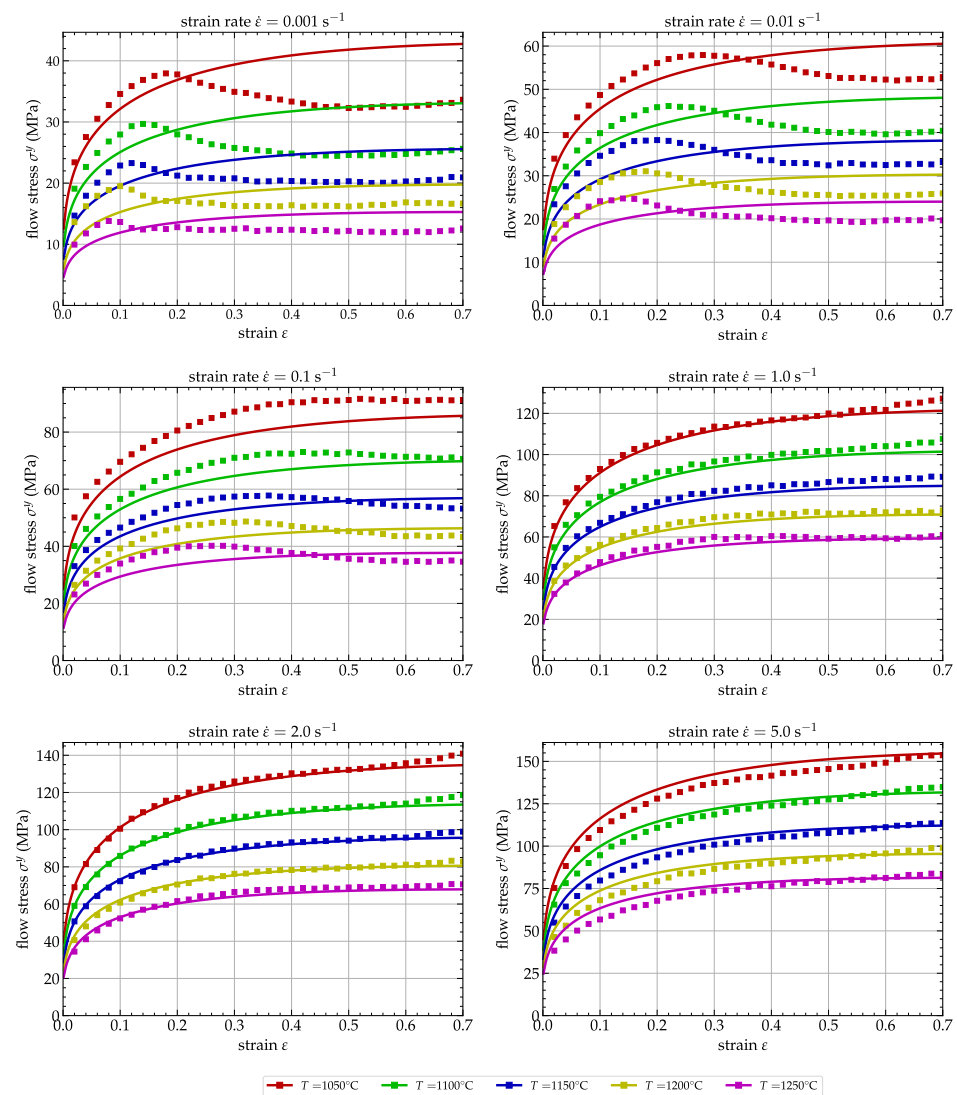 strain rate ε̇ = 0.001 s⁻¹
flow stress σʸ (MPa)
40
30
20
10
0
0.0 0.1 0.2 0.3 0.4 0.5 0.6 0.7
strain ε
strain rate ε̇ = 0.01 s⁻¹
flow stress σʸ (MPa)
60
50
40
30
20
10
0
0.0 0.1 0.2 0.3 0.4 0.5 0.6 0.7
strain ε
strain rate ε̇ = 0.1 s⁻¹
flow stress σʸ (MPa)
80
60
40
20
0
0.0 0.1 0.2 0.3 0.4 0.5 0.6 0.7
strain ε
strain rate ε̇ = 1.0 s⁻¹
flow stress σʸ (MPa)
120
100
80
60
40
20
0
0.0 0.1 0.2 0.3 0.4 0.5 0.6 0.7
strain ε
strain rate ε̇ = 2.0 s⁻¹
flow stress σʸ (MPa)
140
120
100
80
60
40
20
0
0.0 0.1 0.2 0.3 0.4 0.5 0.6 0.7
strain ε
strain rate ε̇ = 5.0 s⁻¹
flow stress σʸ (MPa)
150
125
100
75
50
25
0
0.0 0.1 0.2 0.3 0.4 0.5 0.6 0.7
strain ε
T =1050°C T =1100°C T =1150°C T =1200°C T =1250°C